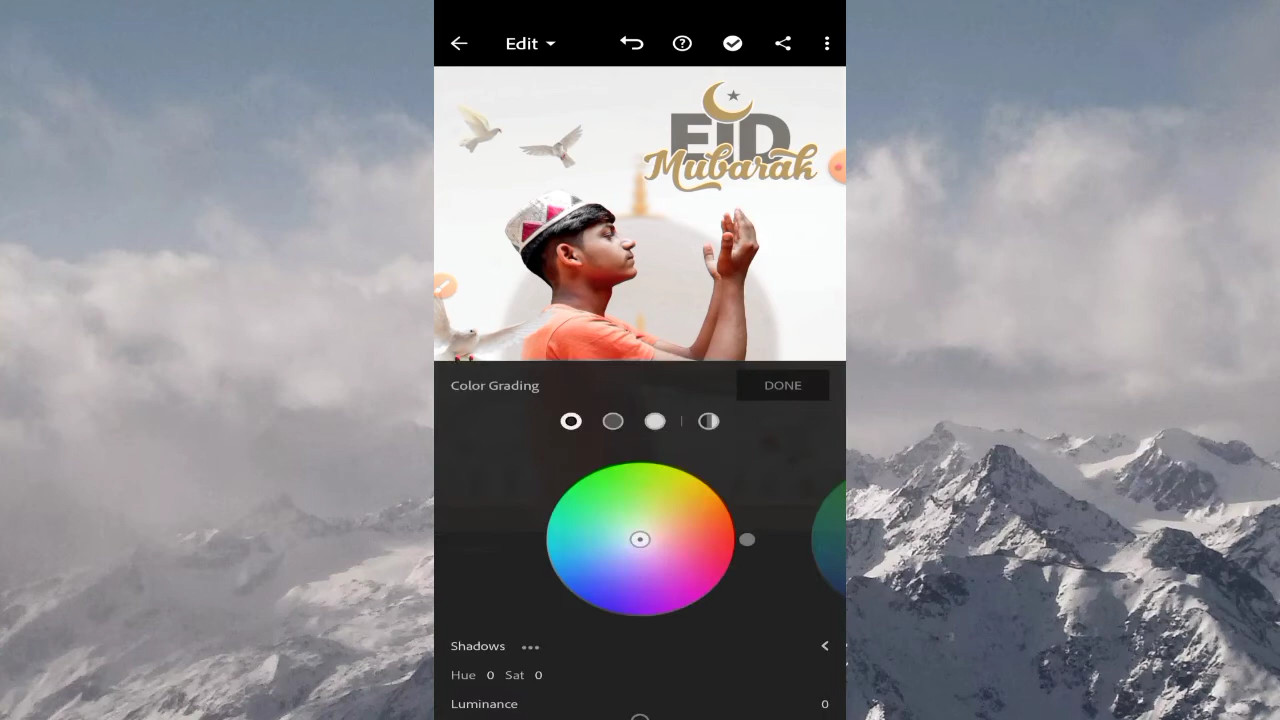 Edit
EID
Mubarak
Color Grading
DONE
Shadows
Hue 0 Sat 0
Luminance 0